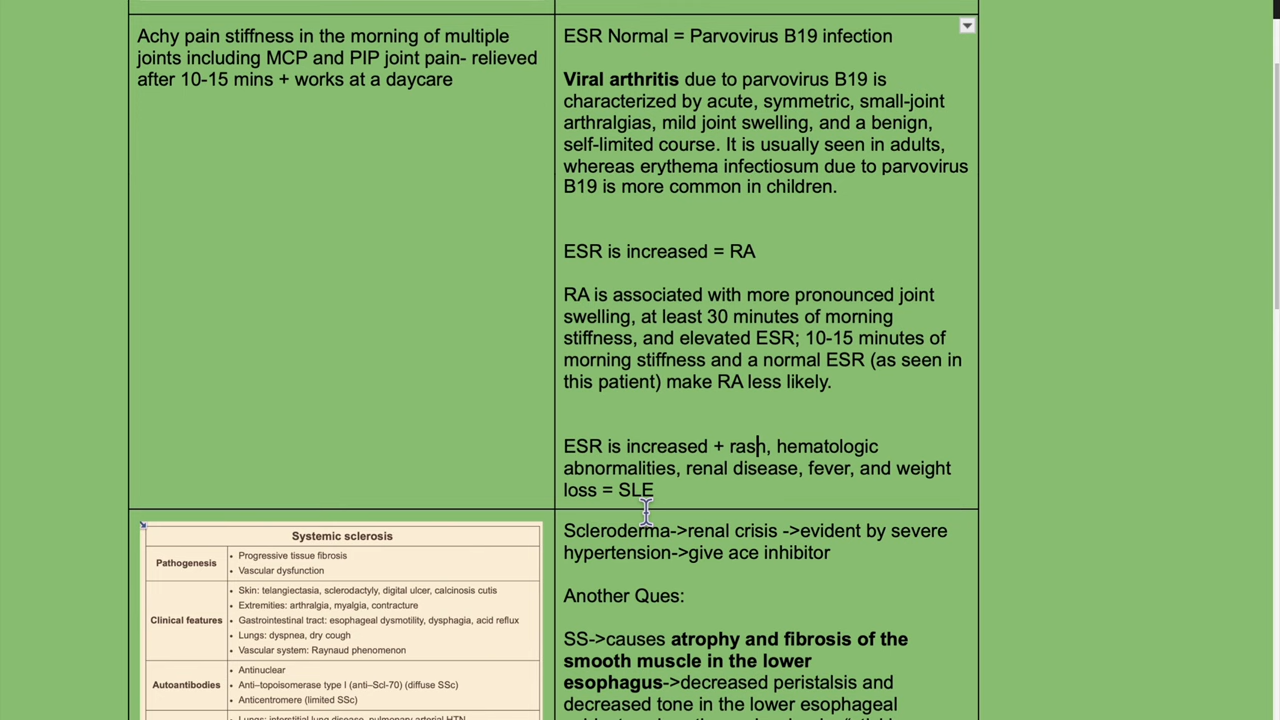 Achy pain stiffness in the morning of multiple
joints including MCP and PIP joint pain- relieved
after 10-15 mins + works at a daycare
ESR Normal = Parvovirus B19 infection
Viral arthritis due to parvovirus B19 is
characterized by acute, symmetric, small-joint
arthralgias, mild joint swelling, and a benign,
self-limited course. It is usually seen in adults,
whereas erythema infectiosum due to parvovirus
B19 is more common in children.
ESR is increased = RA
RA is associated with more pronounced joint
swelling, at least 30 minutes of morning
stiffness, and elevated ESR; 10-15 minutes of
morning stiffness and a normal ESR (as seen in
this patient) make RA less likely.
ESR is increased + rash, hematologic
abnormalities, renal disease, fever, and weight
loss = SLE
Systemic sclerosis
Pathogenesis
• Progressive tissue fibrosis
• Vascular dysfunction
Clinical features
• Skin: telangiectasia, sclerodactyly, digital ulcer, calcinosis cutis
• Extremities: arthralgia, myalgia, contracture
• Gastrointestinal tract: esophageal dysmotility, dysphagia, acid reflux
• Lungs: dyspnea, dry cough
• Vascular system: Raynaud phenomenon
Autoantibodies
• Antinuclear
• Anti–topoisomerase type I (anti–Scl-70) (diffuse SSc)
• Anticentromere (limited SSc)
• Lungs: interstitial lung disease, pulmonary arterial HTN
Scleroderma->renal crisis ->evident by severe
hypertension->give ace inhibitor
Another Ques:
SS->causes atrophy and fibrosis of the
smooth muscle in the lower
esophagus->decreased peristalsis and
decreased tone in the lower esophageal